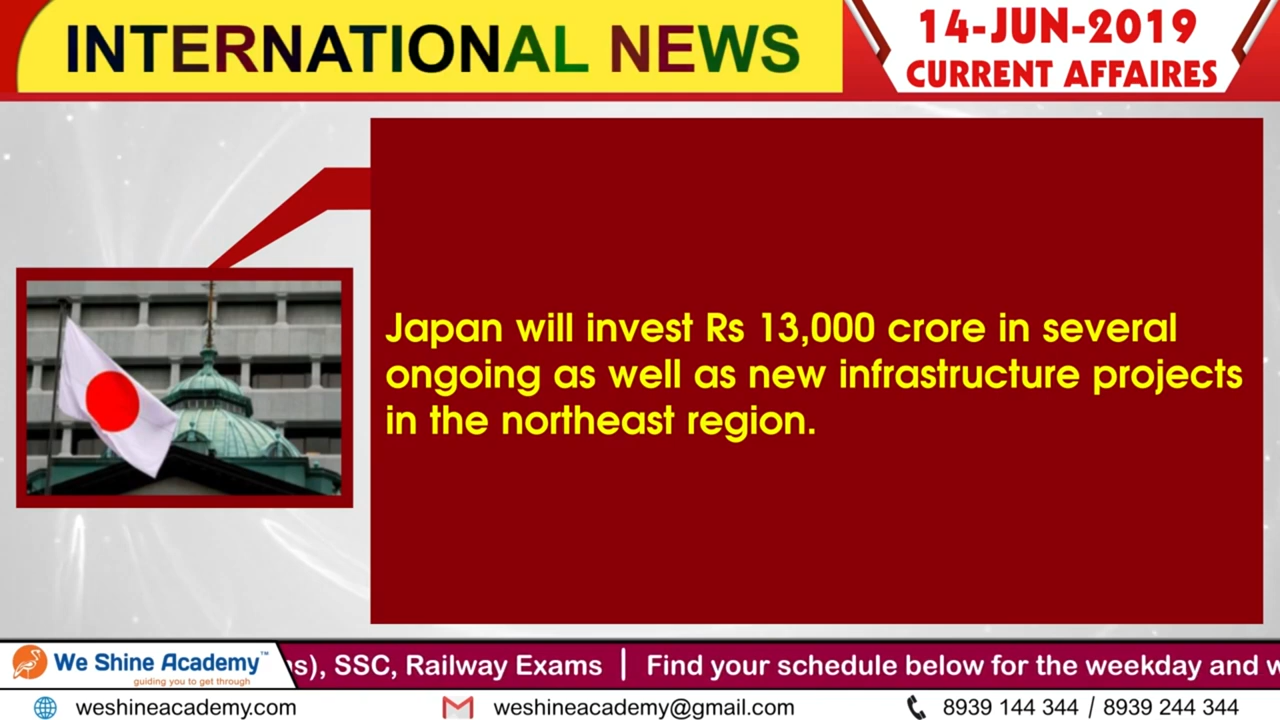 INTERNATIONAL NEWS
14-JUN-2019
CURRENT AFFAIRES
Japan will invest Rs 13,000 crore in several
ongoing as well as new infrastructure projects
in the northeast region.
We Shine Academy™
guiding you to get through
), SSC, Railway Exams | Find your schedule below for the weekday and
weshineacademy.com
weshineacademy@gmail.com
8939 144 344 / 8939 244 344